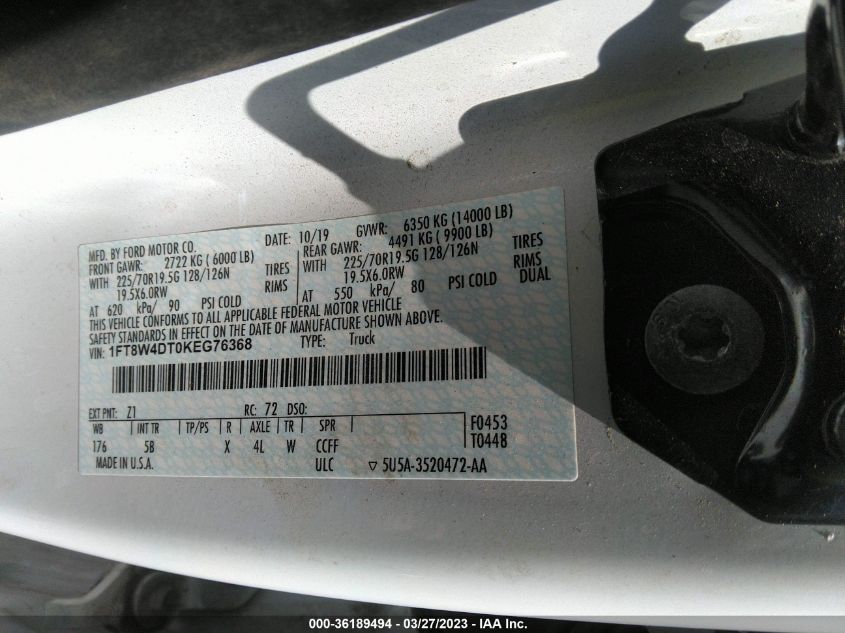 MFD. BY FORD MOTOR CO.
DATE: 10/19 GVWR: 6350 KG (14000 LB)
FRONT GAWR: 2722 KG ( 6000 LB)
REAR GAWR: 4491 KG ( 9900 LB)
WITH 225/70R19.5G 128/126N TIRES
WITH 225/70R19.5G 128/126N TIRES
19.5X6.0RW RIMS
19.5X6.0RW RIMS
AT 620 kPa/ 90 PSI COLD
AT 550 kPa/ 80 PSI COLD DUAL
THIS VEHICLE CONFORMS TO ALL APPLICABLE FEDERAL MOTOR VEHICLE
SAFETY STANDARDS IN EFFECT ON THE DATE OF MANUFACTURE SHOWN ABOVE.
VIN: 1FT8W4DT0KEG76368 TYPE: Truck
EXT PNT: Z1 RC: 72 DSO:
WB INT TR TP/PS R AXLE TR SPR F0453
176 5B X 4L W CCFF T0448
MADE IN U.S.A. ULC ▽ 5U5A-3520472-AA
000-36189494 — 03/27/2023 — IAA, INC.